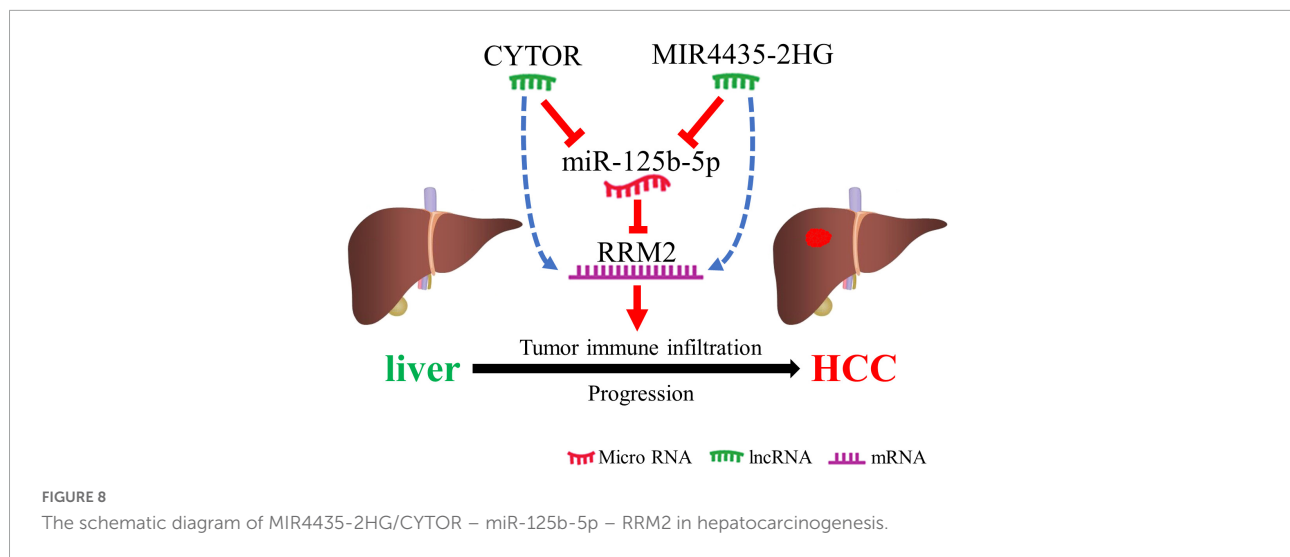 CYTOR
MIR4435-2HG
miR-125b-5p
RRM2
Tumor immune infiltration
liver
HCC
Progression
Micro RNA
lncRNA
mRNA
FIGURE 8
The schematic diagram of MIR4435-2HG/CYTOR – miR-125b-5p – RRM2 in hepatocarcinogenesis.